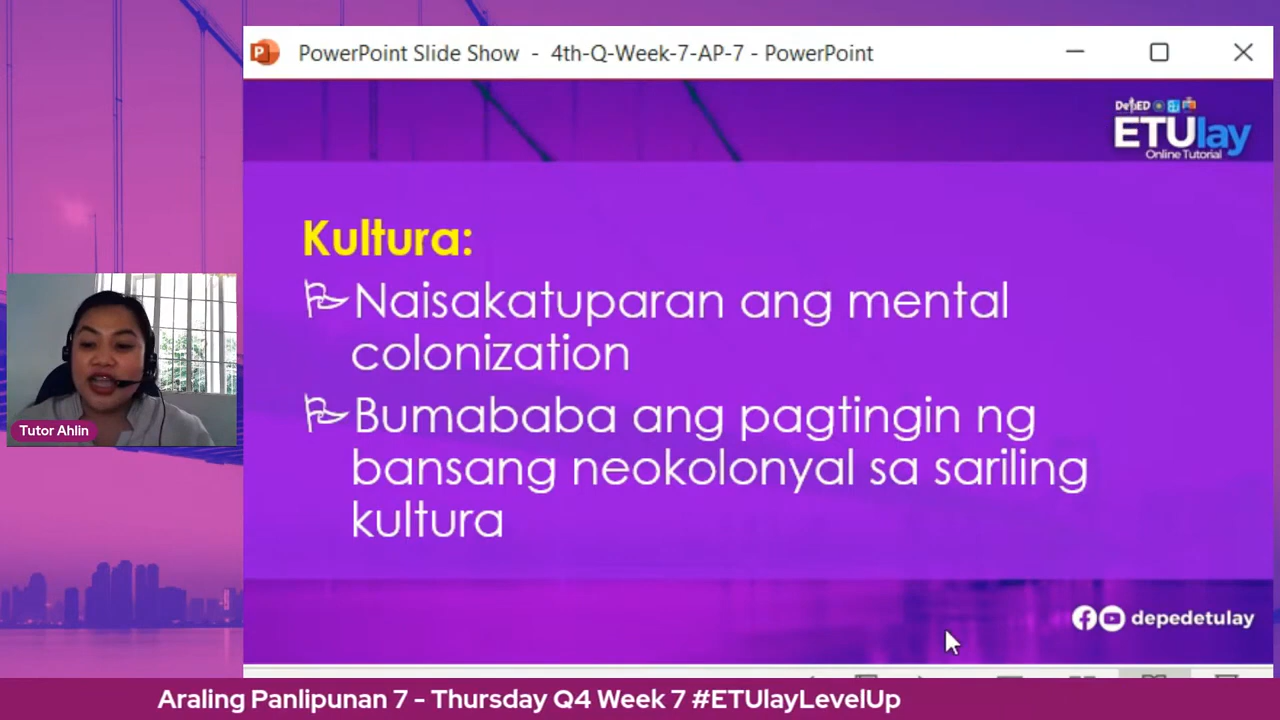 PowerPoint Slide Show - 4th-Q-Week-7-AP-7 - PowerPoint
DepED
ETUlay
Online Tutorial
Kultura:
Naisakatuparan ang mental
colonization
Bumababa ang pagtingin ng
bansang neokolonyal sa sariling
kultura
Tutor Ahlin
depedetulay
Araling Panlipunan 7 - Thursday Q4 Week 7 #ETUlayLevelUp